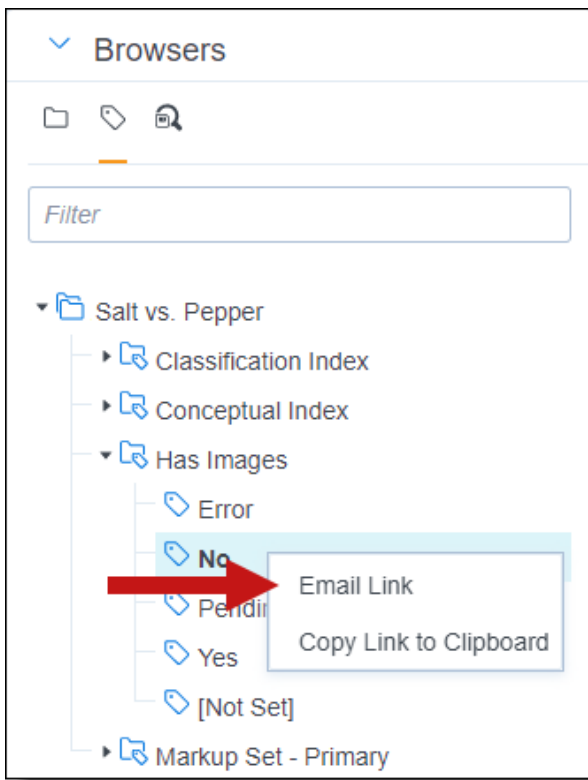 Browsers
Filter
Salt vs. Pepper
Classification Index
Conceptual Index
Has Images
Error
No
Email Link
Copy Link to Clipboard
Yes
[Not Set]
Markup Set - Primary